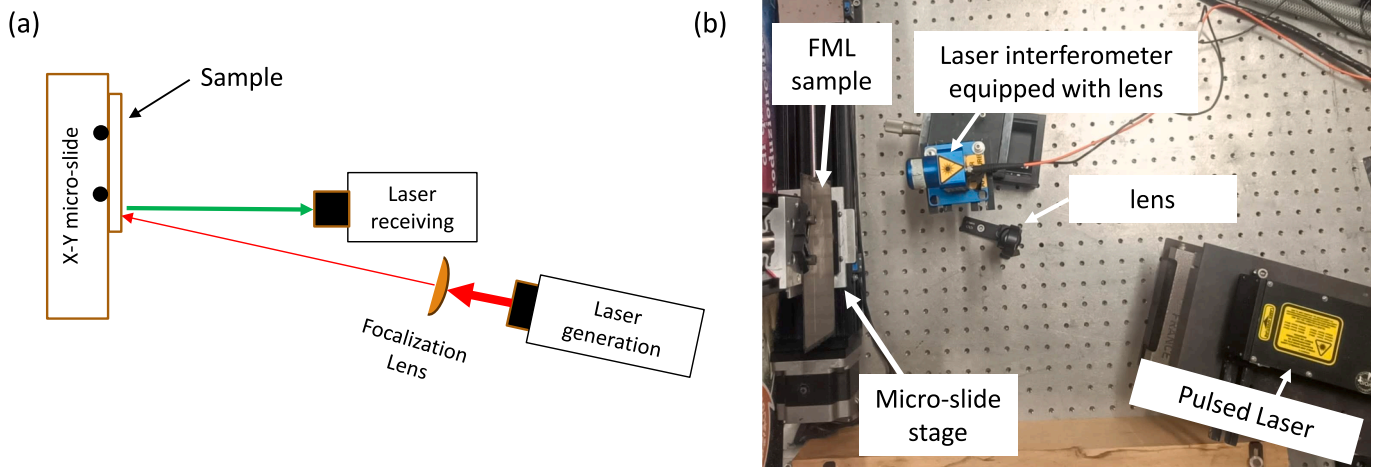 (a)
Sample
X-Y micro-slide
Laser
receiving
Focalization
Lens
Laser
generation
(b)
FML
sample
Laser interferometer
equipped with lens
lens
Micro-slide
stage
Pulsed Laser
FRANCE